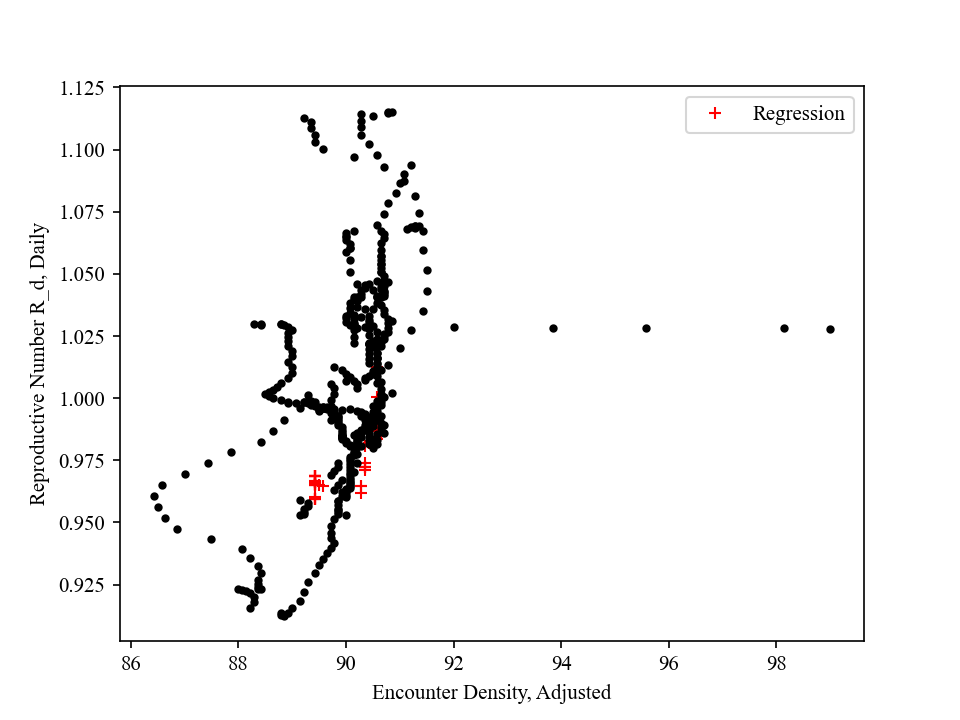 1.125
1.100
1.075
1.050
1.025
1.000
0.975
0.950
0.925
Reproductive Number R_d, Daily
Regression
86 88 90 92 94 96 98
Encounter Density, Adjusted